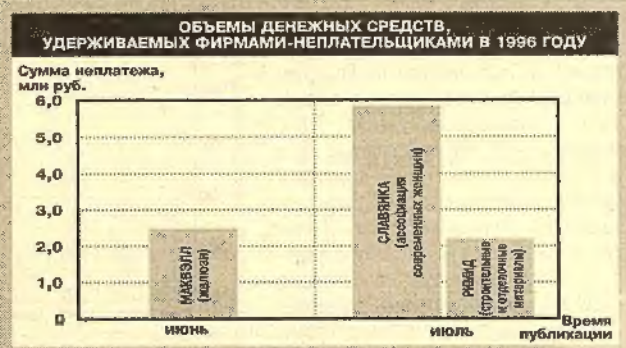 ОБЪЕМЫ ДЕНЕЖНЫХ СРЕДСТВ,
УДЕРЖИВАЕМЫХ ФИРМАМИ-НЕПЛАТЕЛЬЩИКАМИ В 1996 ГОДУ
Сумма неплатежа,
млн руб.
6,0
5,0
4,0
3,0
2,0
1,0
0
МАКВЭЛЛ
(жалюзи)
СЛАВЯНКА
(ассоциация
современных женщин)
(строительные
и отделочные
материалы)
июнь
июль
Время
публикации